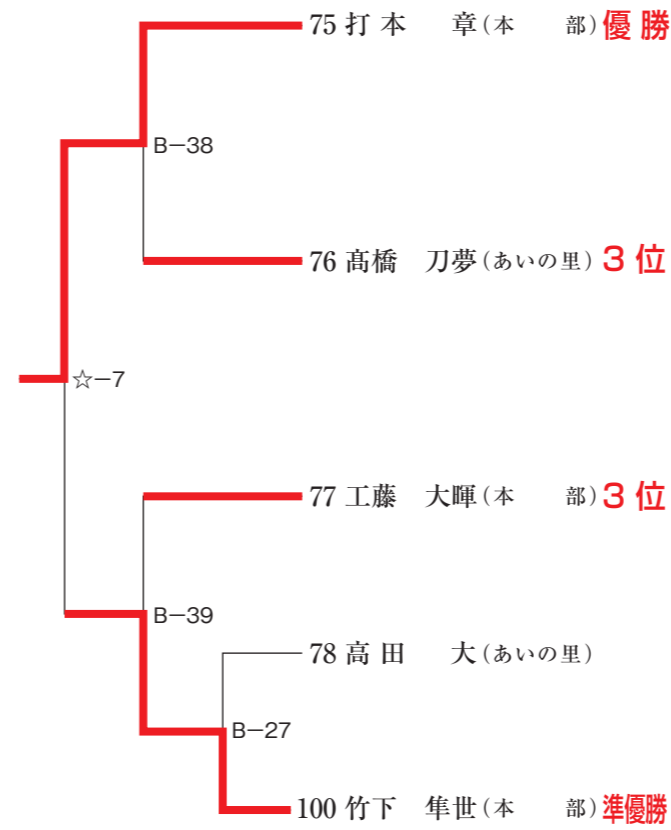 75 打本 章(本 部) 優勝
B－38
76 髙橋 刀夢(あいの里) 3位
☆－7
77 工藤 大暉(本 部) 3位
B－39
78 高田 大(あいの里)
B－27
100 竹下 隼世(本 部) 準優勝